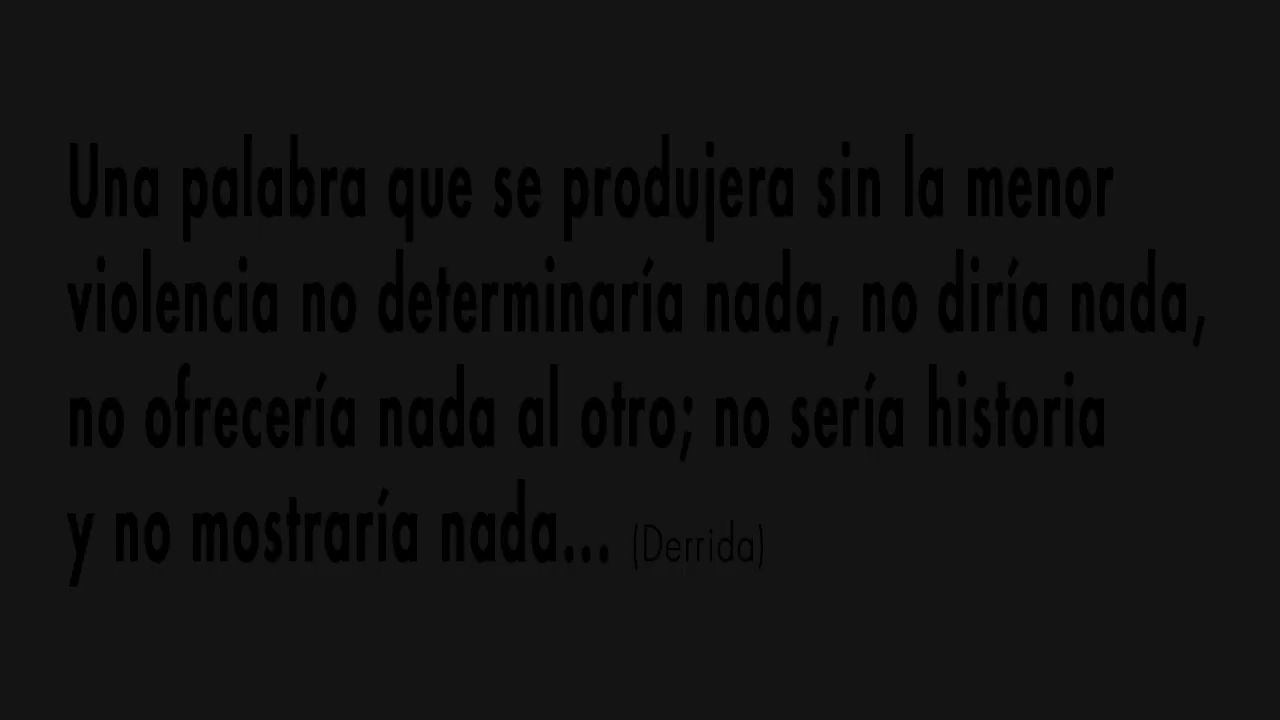 Una palabra que se produjera sin la menor
violencia no determinaría nada, no diría nada,
no ofrecería nada al otro; no sería historia
y no mostraría nada... (Derrida)